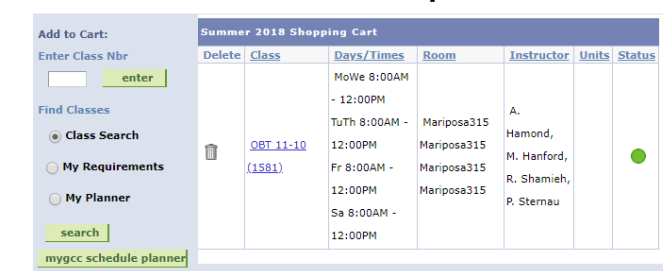 Add to Cart:
Enter Class Nbr
enter
Find Classes
Class Search
My Requirements
My Planner
search
mygcc schedule planner
Summer 2018 Shopping Cart
Delete Class Days/Times Room Instructor Units Status
OBT 11-10
(1581)
MoWe 8:00AM
- 12:00PM
TuTh 8:00AM -
12:00PM
Fr 8:00AM -
12:00PM
Sa 8:00AM -
12:00PM
Mariposa315
Mariposa315
Mariposa315
Mariposa315
A.
Hamond,
M. Hanford,
R. Shamieh,
P. Sternau